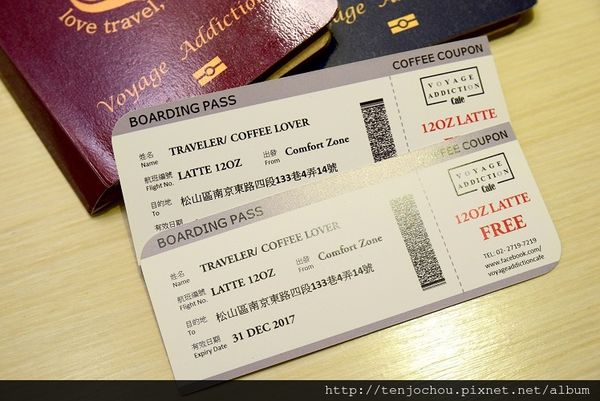 love travel,
Voyage Addiction
BOARDING PASS
COFFEE COUPON
姓名 Name TRAVELER/ COFFEE LOVER
航班編號 Flight No. LATTE 12OZ 出發 From Comfort Zone
目的地 To 松山區南京東路四段133巷4弄14號
有效日期
VOYAGE
ADDICTION
Cafe
12OZ LATTE
BOARDING PASS
COFFEE COUPON
姓名 Name TRAVELER/ COFFEE LOVER
航班編號 Flight No. LATTE 12OZ 出發 From Comfort Zone
目的地 To 松山區南京東路四段133巷4弄14號
有效日期 Expiry Date 31 DEC 2017
VOYAGE
ADDICTION
Cafe
12OZ LATTE
FREE
TEL: 02. 2719-7219
www.facebook.com/
voyageaddictioncafe
http://tenjochou.pixnet.net/album